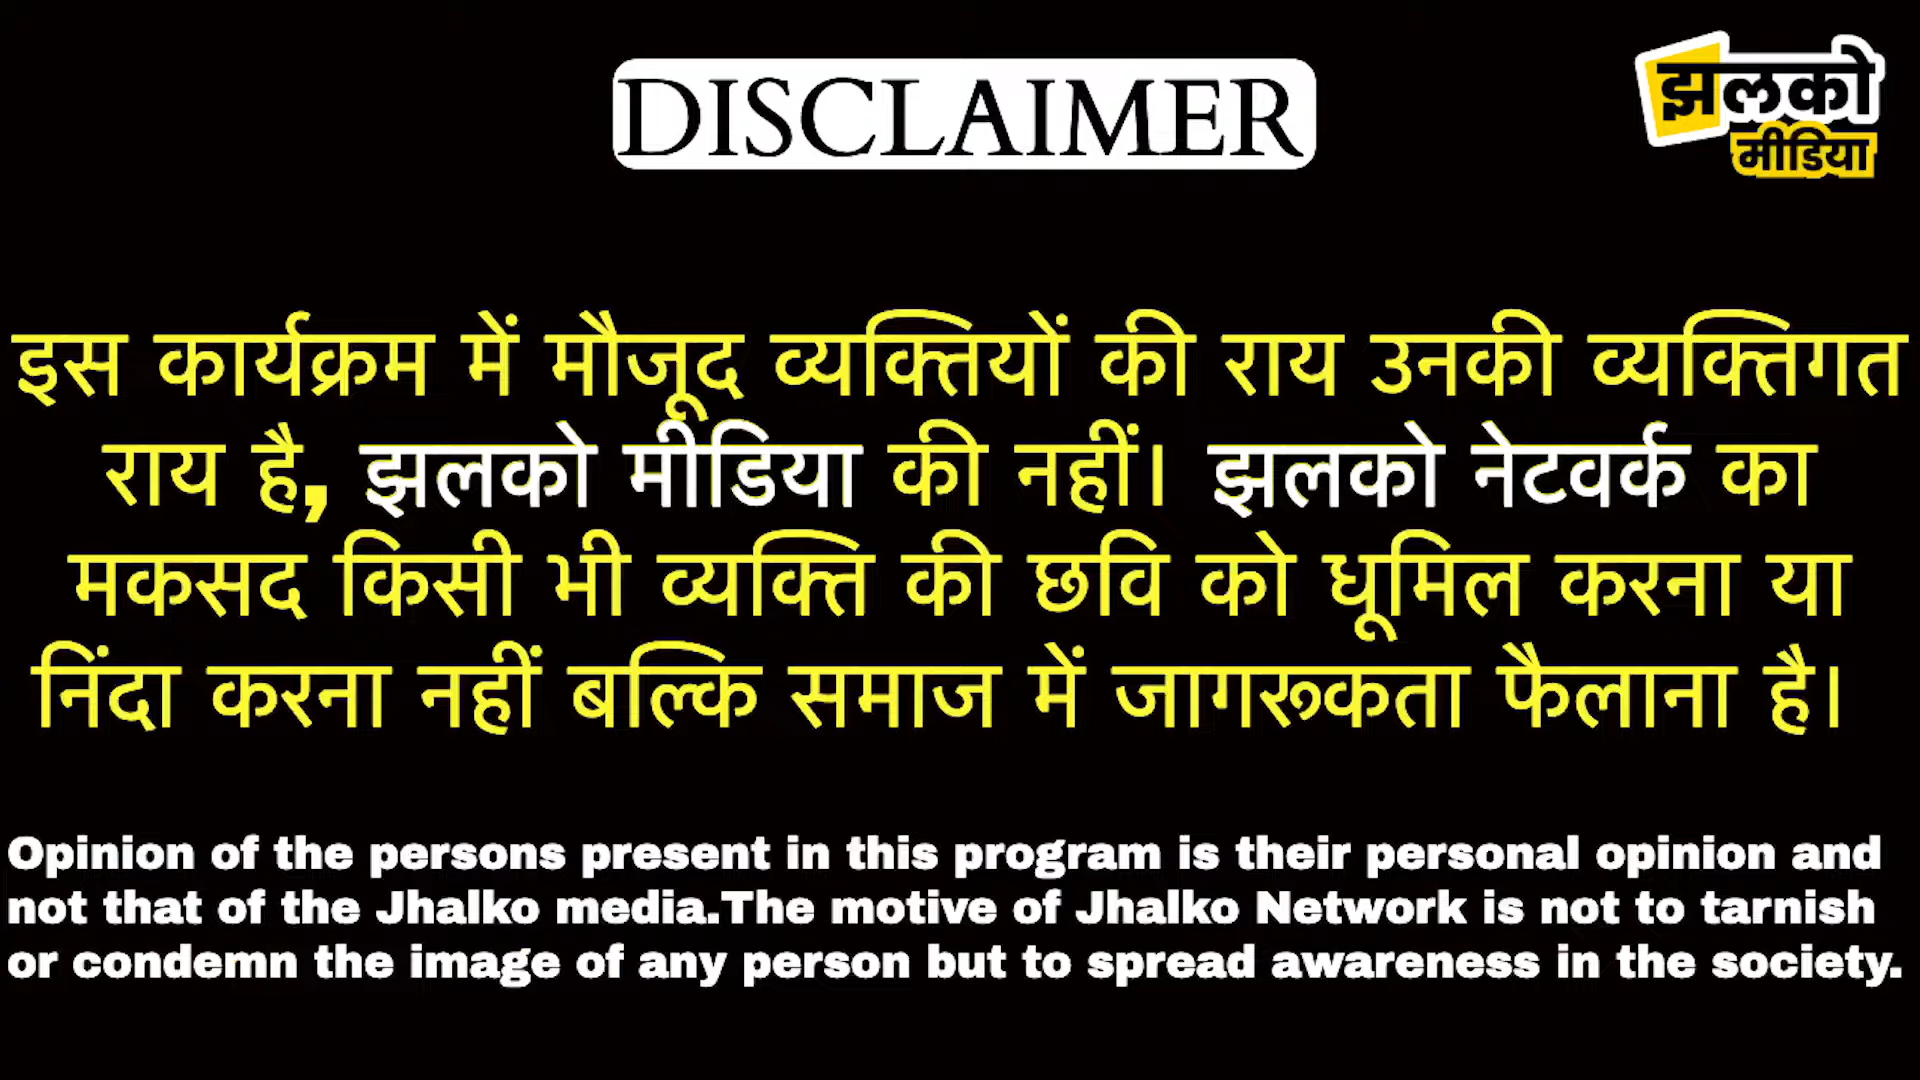 DISCLAIMER
झलको
मीडिया
इस कार्यक्रम में मौजूद व्यक्तियों की राय उनकी व्यक्तिगत
राय है, झलको मीडिया की नहीं। झलको नेटवर्क का
मकसद किसी भी व्यक्ति की छवि को धूमिल करना या
निंदा करना नहीं बल्कि समाज में जागरूकता फैलाना है।
Opinion of the persons present in this program is their personal opinion and
not that of the Jhalko media.The motive of Jhalko Network is not to tarnish
or condemn the image of any person but to spread awareness in the society.